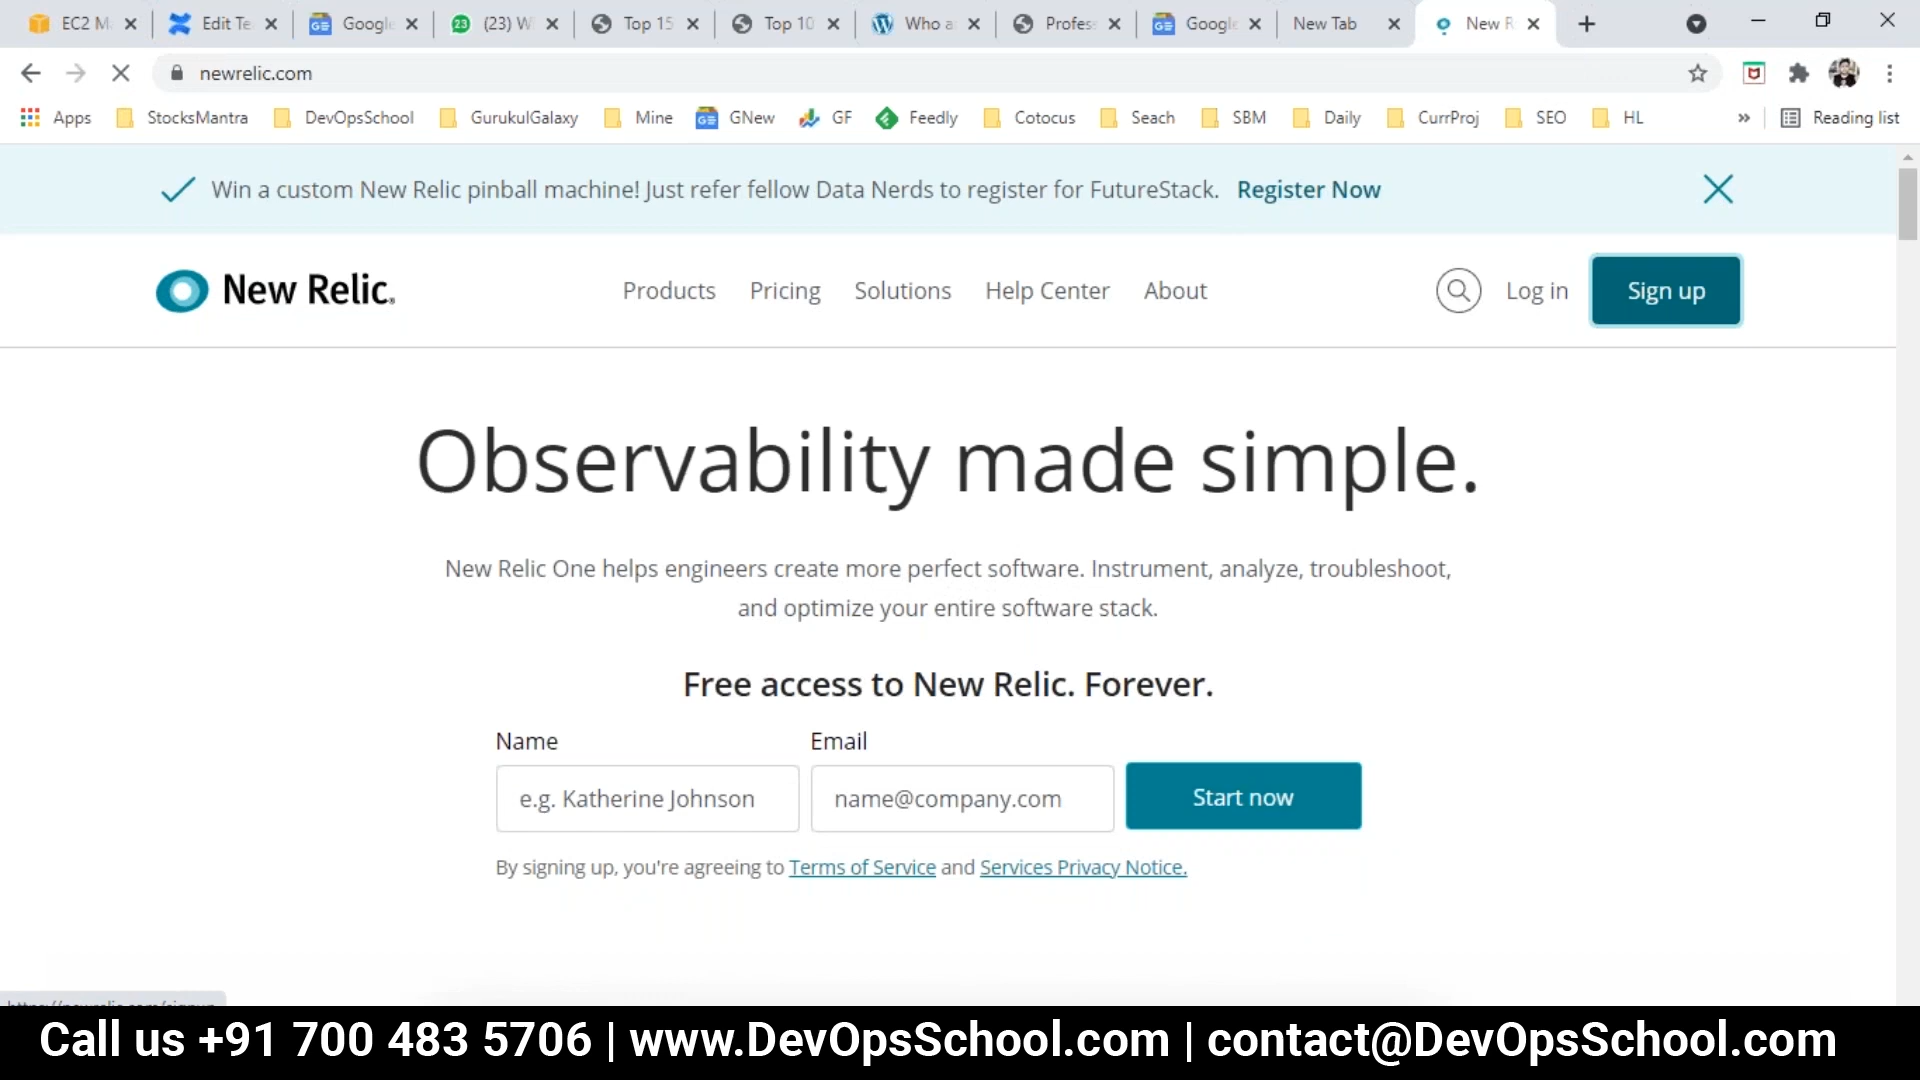 EC2 M
Edit Te
Google
(23) W
Top 15
Top 10
Who a
Profes
Google
New Tab
New R
newrelic.com
Apps
StocksMantra
DevOpsSchool
GurukulGalaxy
Mine
GNew
GF
Feedly
Cotocus
Seach
SBM
Daily
CurrProj
SEO
HL
»
Reading list
Win a custom New Relic pinball machine! Just refer fellow Data Nerds to register for FutureStack. Register Now
New Relic.
Products
Pricing
Solutions
Help Center
About
Log in
Sign up
Observability made simple.
New Relic One helps engineers create more perfect software. Instrument, analyze, troubleshoot,
and optimize your entire software stack.
Free access to New Relic. Forever.
Name
Email
e.g. Katherine Johnson
name@company.com
Start now
By signing up, you're agreeing to Terms of Service and Services Privacy Notice.
Call us +91 700 483 5706 | www.DevOpsSchool.com | contact@DevOpsSchool.com